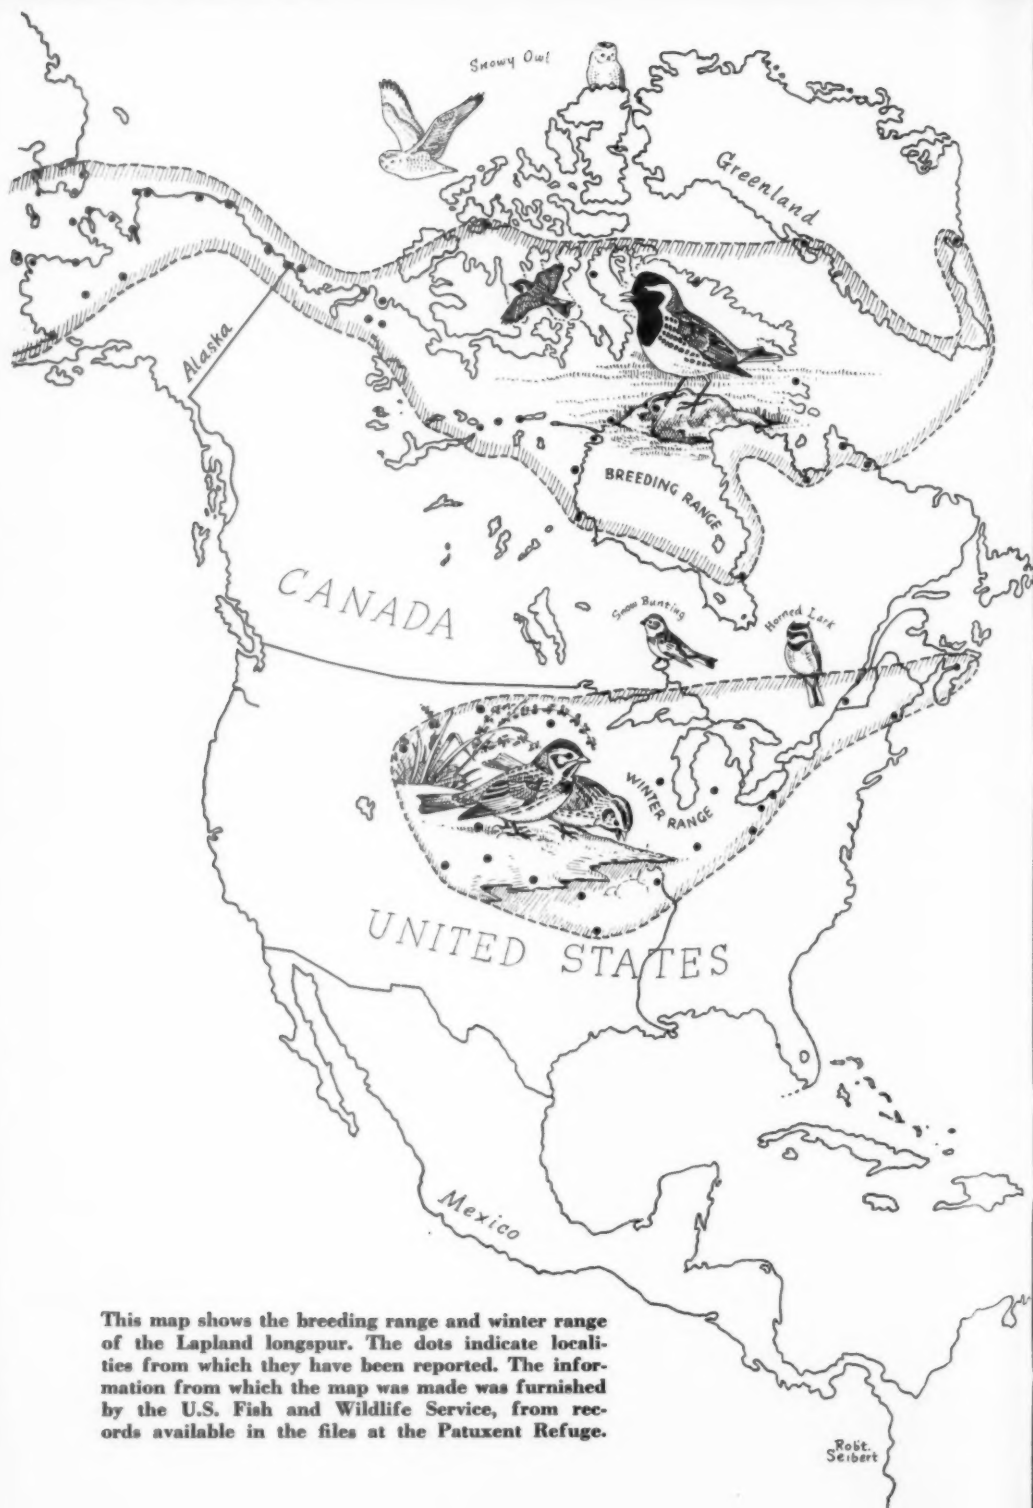 Snowy Owl
Greenland
Alaska
BREEDING RANGE
CANADA
Snow Bunting
Horned Lark
WINTER RANGE
UNITED STATES
Mexico
This map shows the breeding range and winter range
of the Lapland longspur. The dots indicate locali-
ties from which they have been reported. The infor-
mation from which the map was made was furnished
by the U.S. Fish and Wildlife Service, from rec-
ords available in the files at the Patuxent Refuge.
Robt.
Seibert